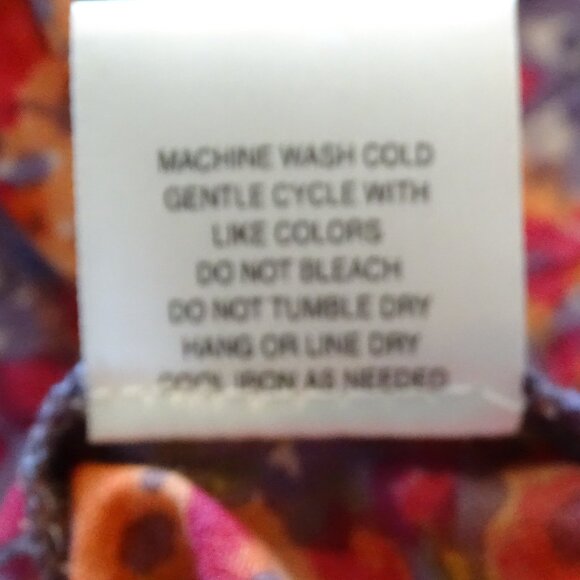 MACHINE WASH COLD
GENTLE CYCLE WITH
LIKE COLORS
DO NOT BLEACH
DO NOT TUMBLE DRY
HANG OR LINE DRY
COOL IRON AS NEEDED